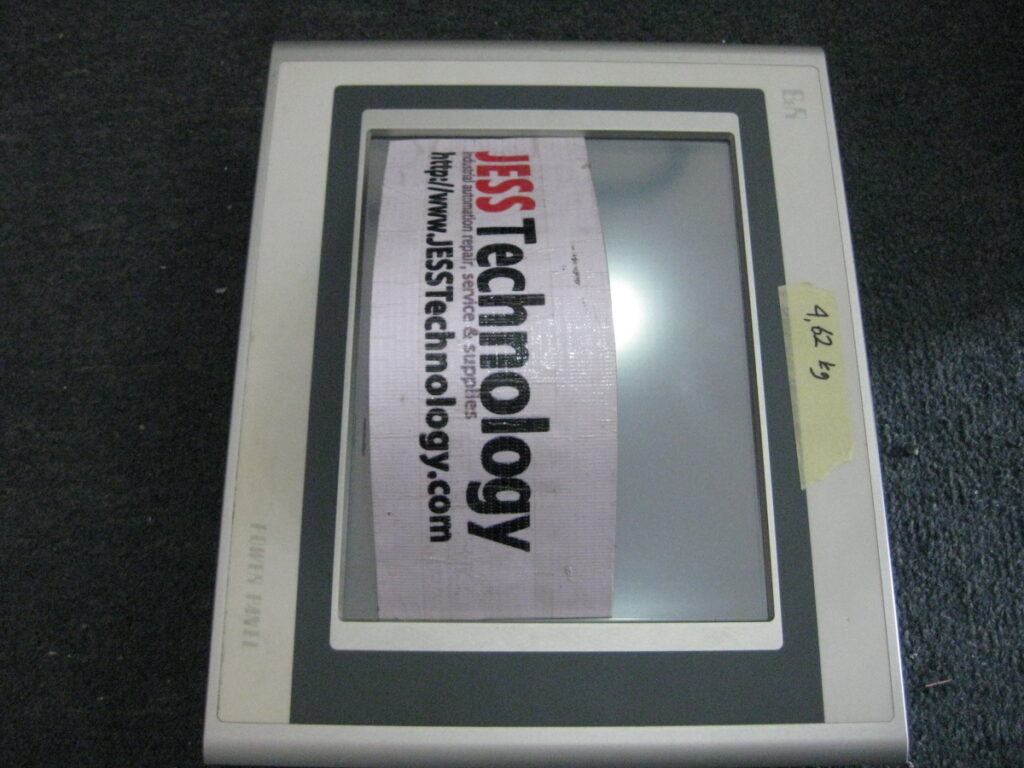 B&R
4,62 kg
JESS Technology
industrial automation repair, service & supplies
http://www.JESSTechnology.com
POWER PANEL